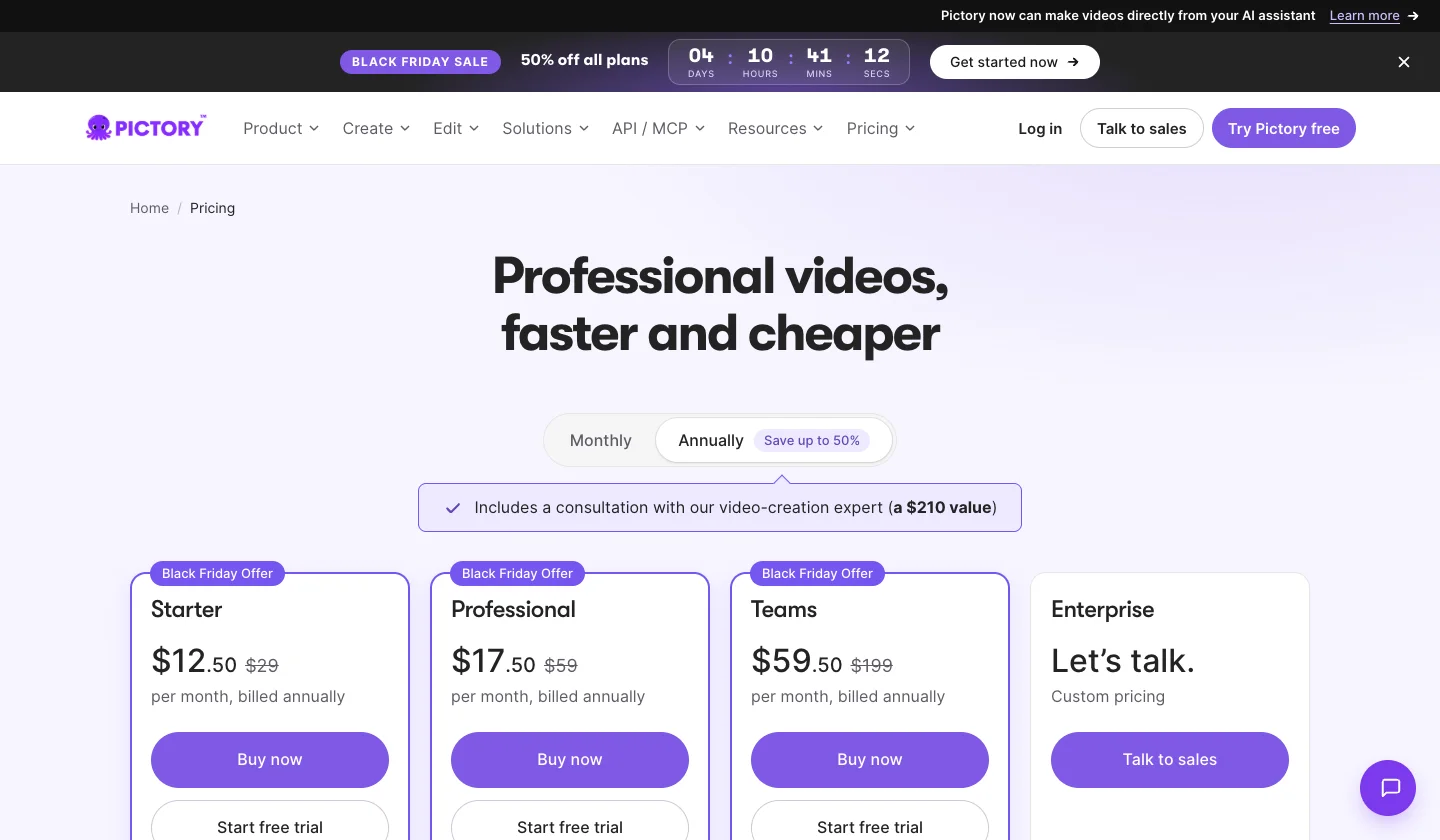 Pictory now can make videos directly from your AI assistant Learn more →
BLACK FRIDAY SALE 50% off all plans 04 : 10 : 41 : 12 Get started now →
DAYS HOURS MINS SECS
PICTORY™ Product Create Edit Solutions API / MCP Resources Pricing Log in Talk to sales Try Pictory free
Home / Pricing
Professional videos,
faster and cheaper
Monthly Annually Save up to 50%
Includes a consultation with our video-creation expert (a $210 value)
Black Friday Offer Black Friday Offer Black Friday Offer
Starter Professional Teams Enterprise
$12.50 $29 $17.50 $59 $59.50 $199 Let’s talk.
per month, billed annually per month, billed annually per month, billed annually Custom pricing
Buy now Buy now Buy now Talk to sales
Start free trial Start free trial Start free trial